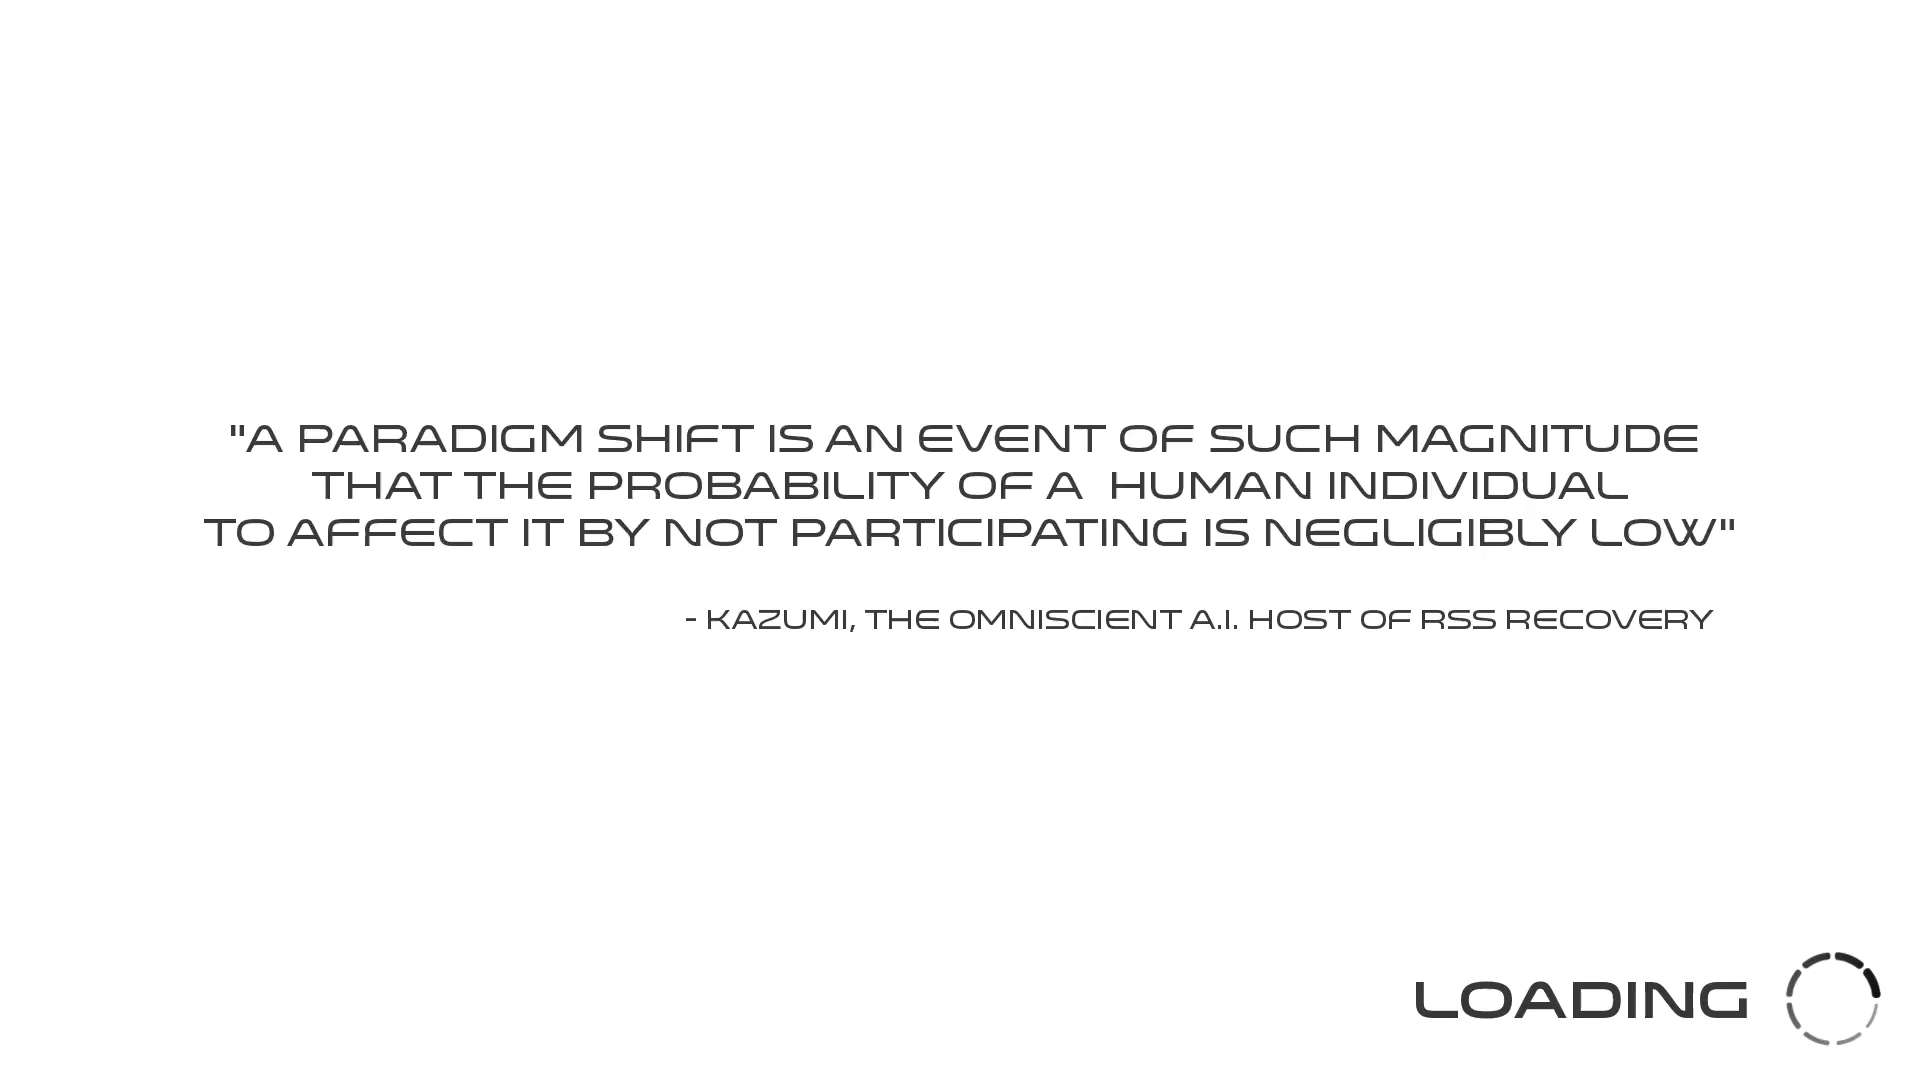 "A PARADIGM SHIFT IS AN EVENT OF SUCH MAGNITUDE
THAT THE PROBABILITY OF A  HUMAN INDIVIDUAL
TO AFFECT IT BY NOT PARTICIPATING IS NEGLIGIBLY LOW"
- KAZUMI, THE OMNISCIENT A.I. HOST OF RSS RECOVERY
LOADING